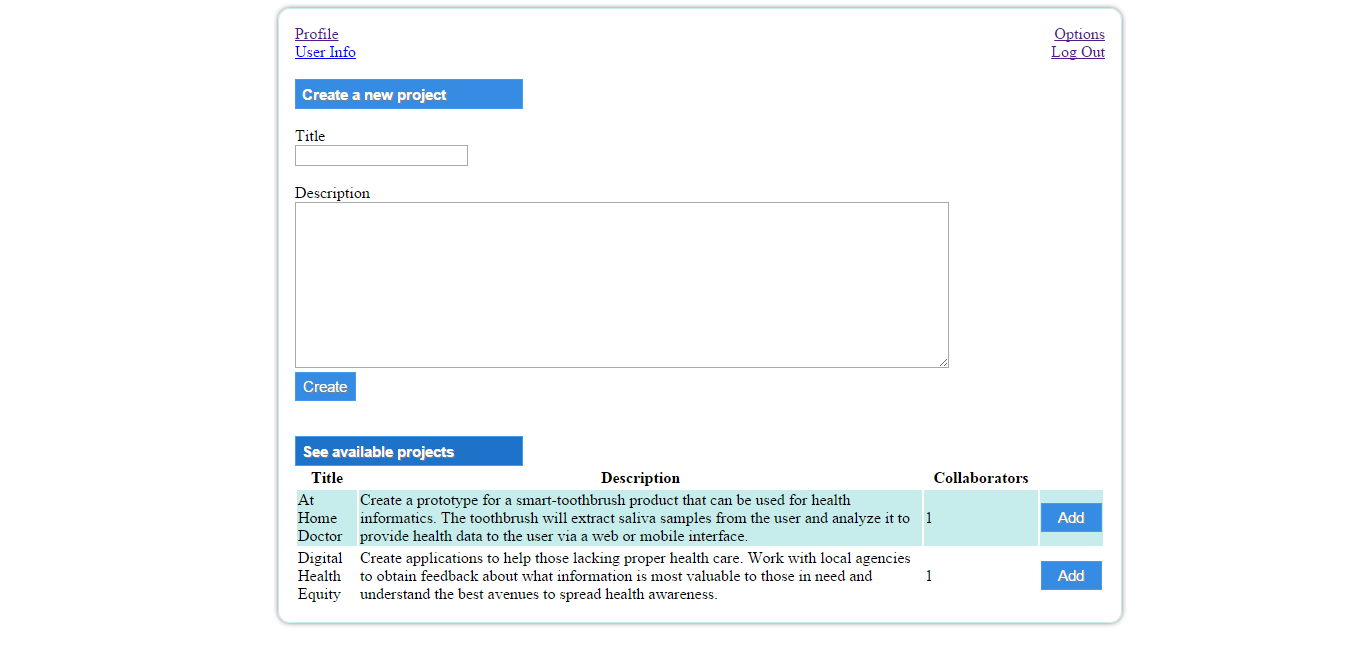 Profile
Options
User Info
Log Out
Create a new project
Title
Description
Create
See available projects
Title Description Collaborators
At Home Doctor
Create a prototype for a smart-toothbrush product that can be used for health
informatics. The toothbrush will extract saliva samples from the user and analyze it to
provide health data to the user via a web or mobile interface.
1
Add
Digital Health Equity
Create applications to help those lacking proper health care. Work with local agencies
to obtain feedback about what information is most valuable to those in need and
understand the best avenues to spread health awareness.
1
Add